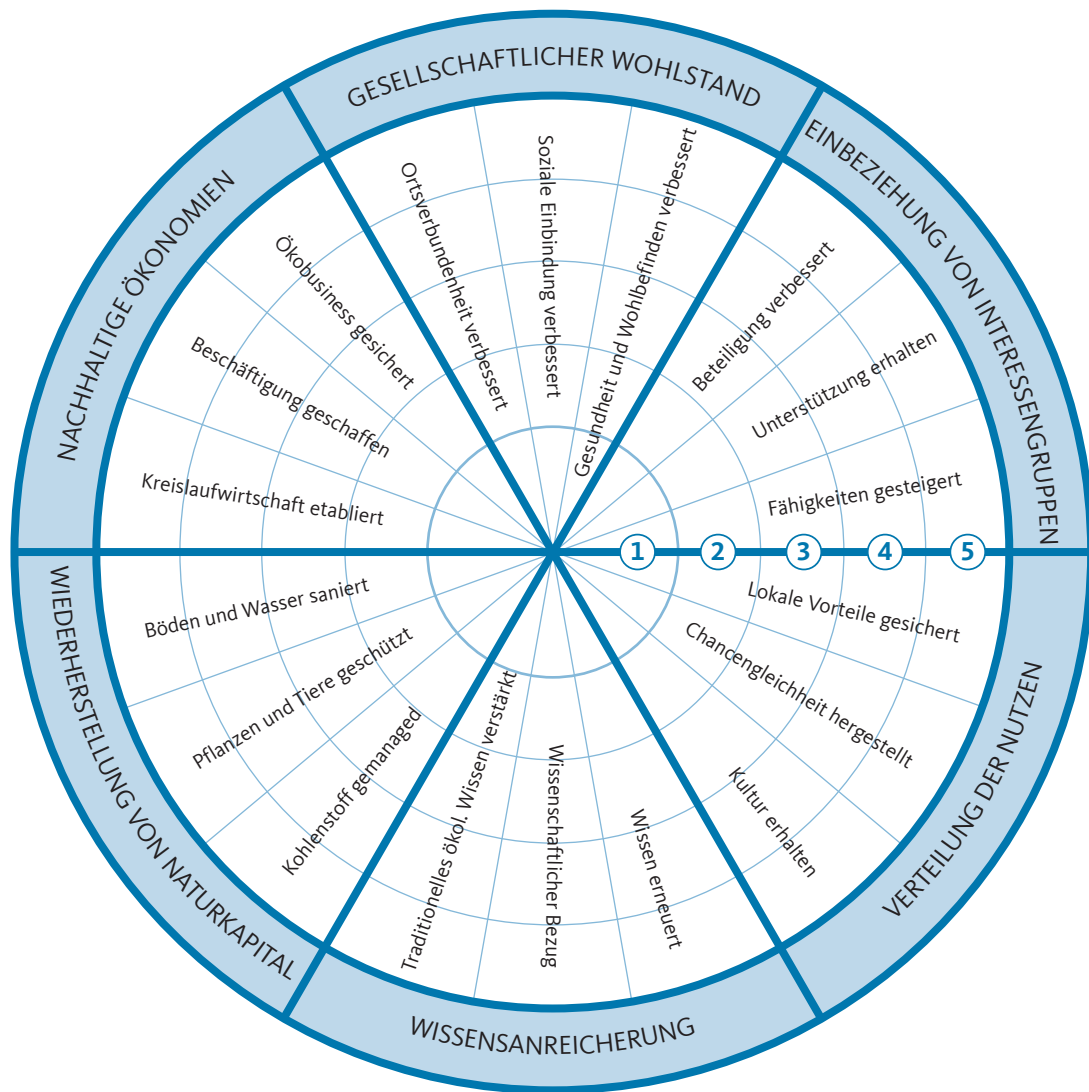 GESELLSCHAFTLICHER WOHLSTAND
Ortsverbundenheit verbessert
Soziale Einbindung verbessert
Gesundheit und Wohlbefinden verbessert
EINBEZIEHUNG VON INTERESSENGRUPPEN
Beteiligung verbessert
Unterstützung erhalten
Fähigkeiten gesteigert
1 2 3 4 5
VERTEILUNG DER NUTZEN
Lokale Vorteile gesichert
Chancengleichheit hergestellt
Kultur erhalten
WISSENSANREICHERUNG
Wissen erneuert
Wissenschaftlicher Bezug
Traditionelles ökol. Wissen verstärkt
WIEDERHERSTELLUNG VON NATURKAPITAL
Kohlenstoff gemanaged
Pflanzen und Tiere geschützt
Böden und Wasser saniert
NACHHALTIGE ÖKONOMIEN
Kreislaufwirtschaft etabliert
Beschäftigung geschaffen
Ökobusiness gesichert